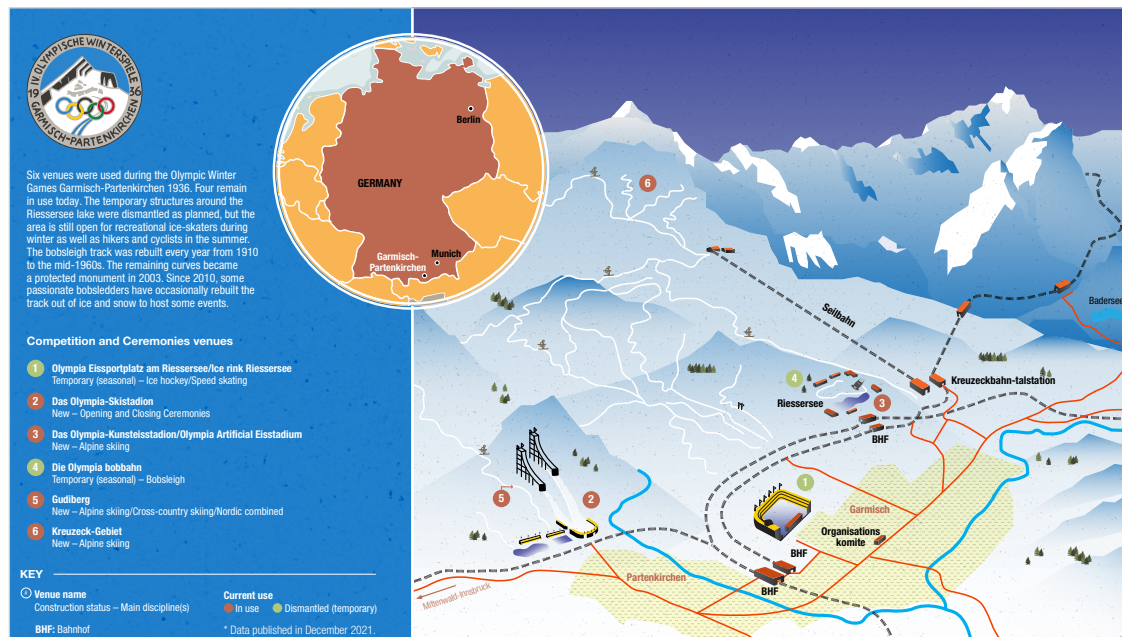 IV OLYMPISCHE WINTERSPIELE
19 36
GARMISCH-PARTENKIRCHEN
Six venues were used during the Olympic Winter
Games Garmisch-Partenkirchen 1936. Four remain
in use today. The temporary structures around the
Riessersee lake were dismantled as planned, but the
area is still open for recreational ice-skaters during
winter as well as hikers and cyclists in the summer.
The bobsleigh track was rebuilt every year from 1910
to the mid-1960s. The remaining curves became
a protected monument in 2003. Since 2010, some
passionate bobsledders have occasionally rebuilt the
track out of ice and snow to host some events.
Competition and Ceremonies venues
1 Olympia Eissportplatz am Riessersee/Ice rink Riessersee
Temporary (seasonal) – Ice hockey/Speed skating
2 Das Olympia-Skistadion
New – Opening and Closing Ceremonies
3 Das Olympia-Kunsteisstadion/Olympia Artificial Eisstadium
New – Alpine skiing
4 Die Olympia bobbahn
Temporary (seasonal) – Bobsleigh
5 Gudiberg
New – Alpine skiing/Cross-country skiing/Nordic combined
6 Kreuzeck-Gebiet
New – Alpine skiing
KEY
Venue name
Construction status – Main discipline(s)
BHF: Bahnhof
Current use
In use
Dismantled (temporary)
* Data published in December 2021.
Berlin
GERMANY
Munich
Garmisch-
Partenkirchen
6
Seilbahn
Badersee
4
Kreuzeckbahn-talstation
Riessersee
3
BHF
1
5
2
Garmisch
Organisations
komite
BHF
Partenkirchen
BHF
Mittenwald-Innsbruck